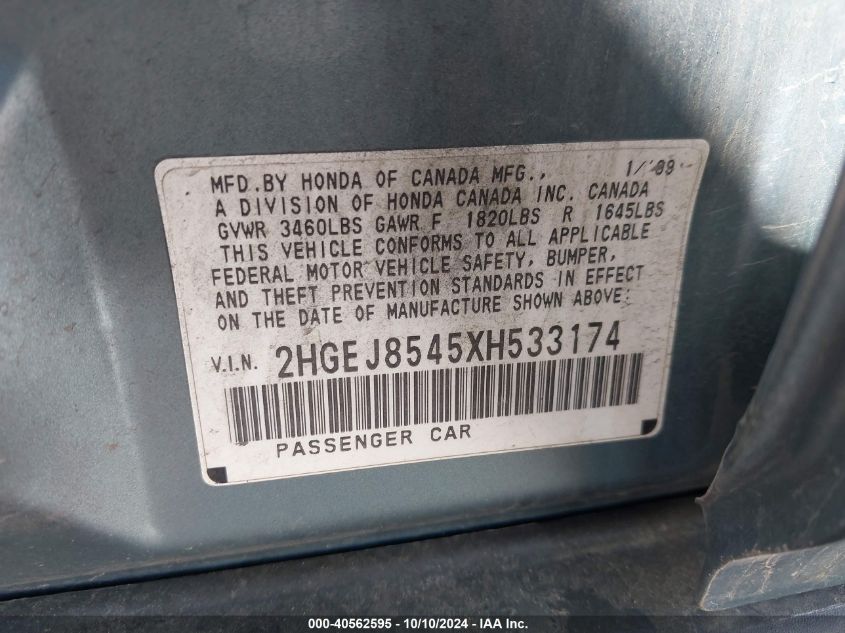 MFD.BY HONDA OF CANADA MFG., 1/'99
A DIVISION OF HONDA CANADA INC. CANADA
GVWR 3460LBS GAWR F 1820LBS R 1645LBS
THIS VEHICLE CONFORMS TO ALL APPLICABLE
FEDERAL MOTOR VEHICLE SAFETY, BUMPER,
AND THEFT PREVENTION STANDARDS IN EFFECT
ON THE DATE OF MANUFACTURE SHOWN ABOVE:
V.I.N. 2HGEJ8545XH533174
PASSENGER CAR
000-40562595 - 10/10/2024 - IAA Inc.